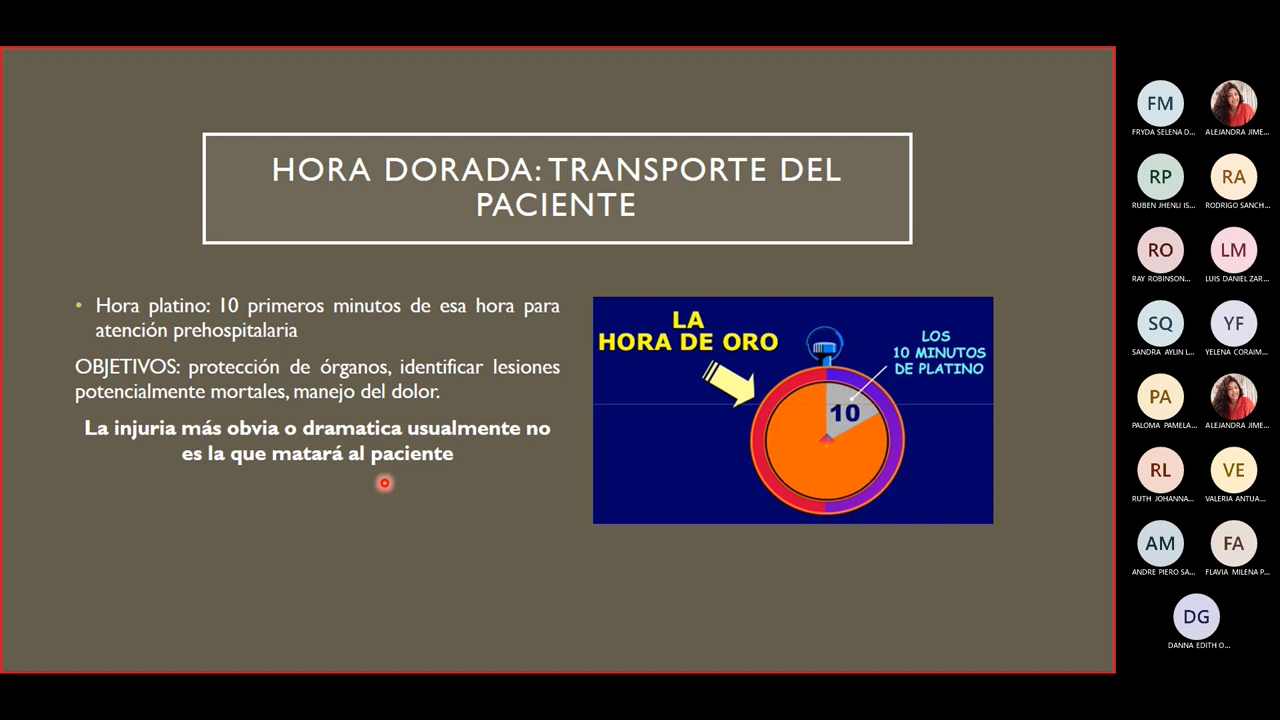 HORA DORADA: TRANSPORTE DEL
PACIENTE
• Hora platino: 10 primeros minutos de esa hora para
atención prehospitalaria
OBJETIVOS: protección de órganos, identificar lesiones
potencialmente mortales, manejo del dolor.
La injuria más obvia o dramatica usualmente no
es la que matará al paciente
LA
HORA DE ORO
LOS
10 MINUTOS
DE PLATINO
10
FM
FRYDA SELENA D...
ALEJANDRA JIME...
RP
RUBEN JHENLI IS...
RA
RODRIGO SANCH...
RO
RAY ROBINSON...
LM
LUIS DANIEL ZAR...
SQ
SANDRA AYLIN L...
YF
YELENA CORAIM...
PA
PALOMA PAMELA...
ALEJANDRA JIME...
RL
RUTH JOHANNA...
VE
VALERIA ANTUA...
AM
ANDRE PIERO SA...
FA
FLAVIA MILENA P...
DG
DANNA EDITH O...